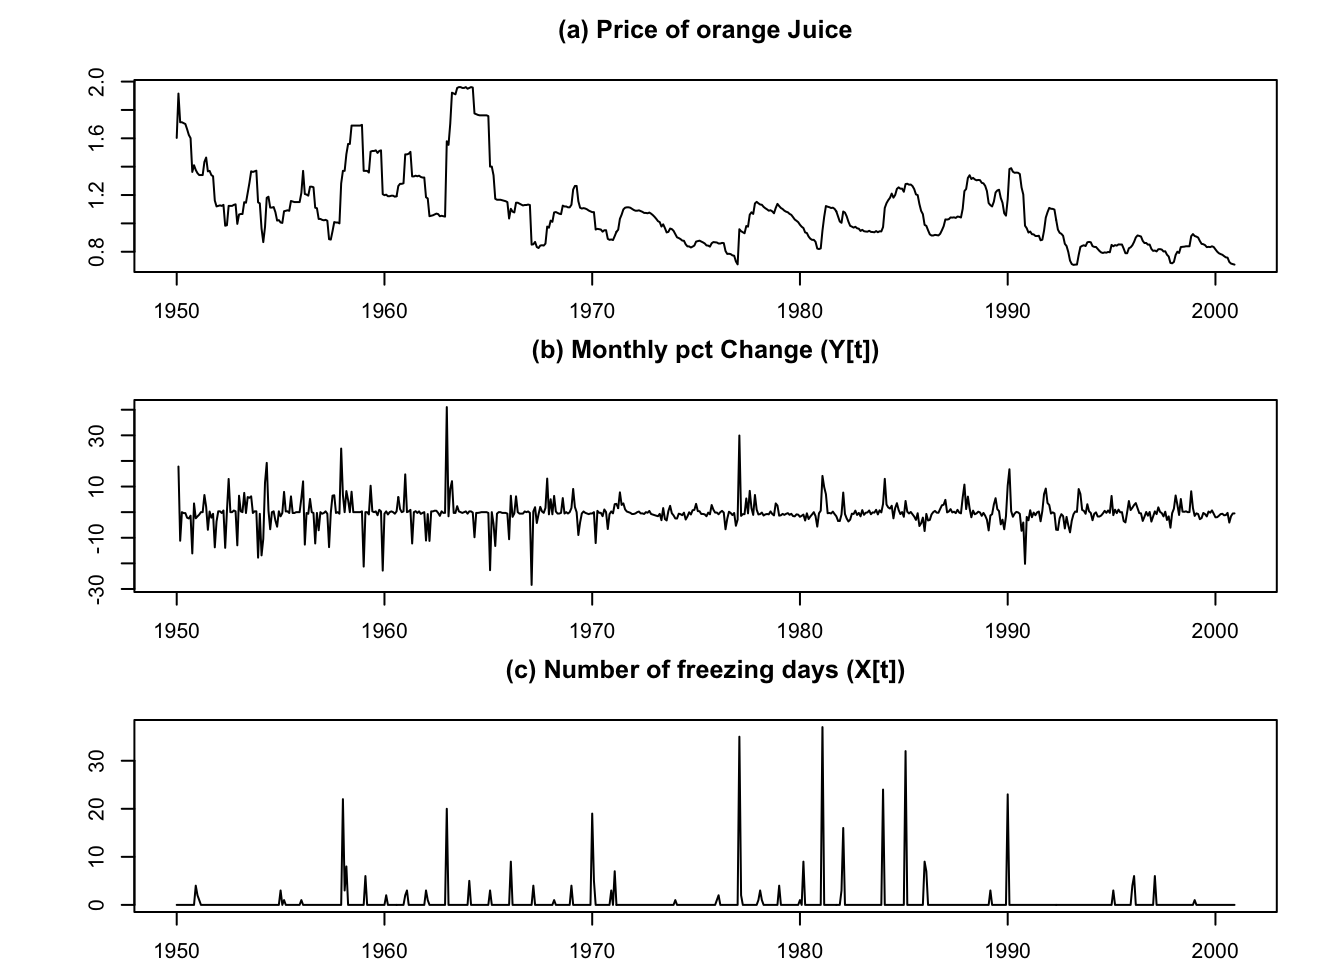 (a) Price of orange Juice
2.0
1.6
1.2
0.8
1950 1960 1970 1980 1990 2000
(b) Monthly pct Change (Y[t])
30
10
-10
-30
1950 1960 1970 1980 1990 2000
(c) Number of freezing days (X[t])
30
20
10
0
1950 1960 1970 1980 1990 2000